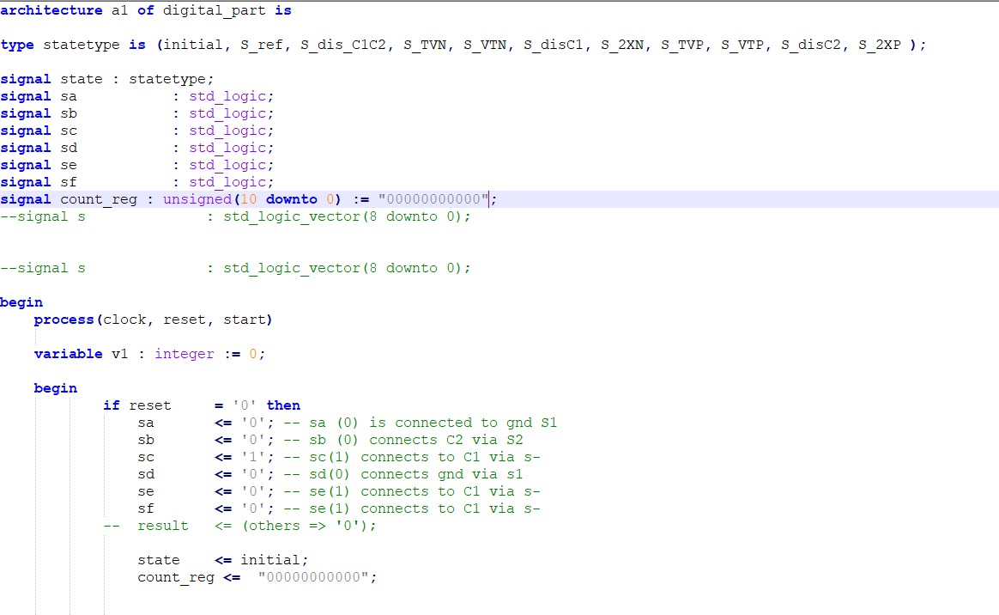 architecture a1 of digital_part is
type statetype is (initial, S_ref, S_dis_C1C2, S_TVN, S_VTN, S_disC1, S_2XN, S_TVP, S_VTP, S_disC2, S_2XP );
signal state : statetype;
signal sa : std_logic;
signal sb : std_logic;
signal sc : std_logic;
signal sd : std_logic;
signal se : std_logic;
signal sf : std_logic;
signal count_reg : unsigned(10 downto 0) := "00000000000";
--signal s : std_logic_vector(8 downto 0);
--signal s : std_logic_vector(8 downto 0);
begin
process(clock, reset, start)
variable v1 : integer := 0;
begin
if reset = '0' then
sa <= '0'; -- sa (0) is connected to gnd S1
sb <= '0'; -- sb (0) connects C2 via S2
sc <= '1'; -- sc(1) connects to C1 via s-
sd <= '0'; -- sd(0) connects gnd via s1
se <= '0'; -- se(1) connects to C1 via s-
sf <= '0'; -- se(1) connects to C1 via s-
-- result <= (others => '0');
state <= initial;
count_reg <= "00000000000";